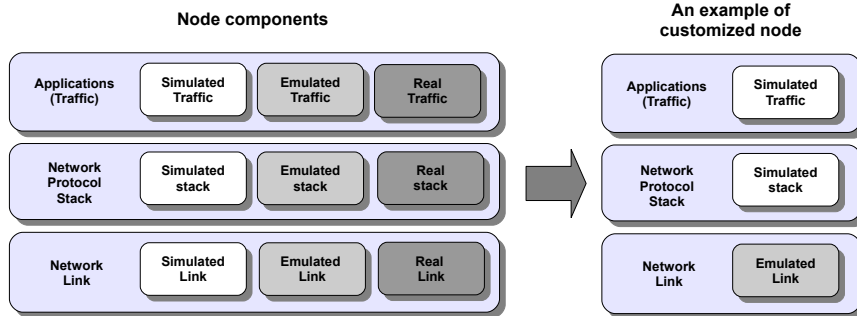 Node components
Applications
(Traffic)
Simulated
Traffic
Emulated
Traffic
Real
Traffic
Network
Protocol
Stack
Simulated
stack
Emulated
stack
Real
stack
Network
Link
Simulated
Link
Emulated
Link
Real
Link
An example of
customized node
Applications
(Traffic)
Simulated
Traffic
Network
Protocol
Stack
Simulated
stack
Network
Link
Emulated
Link